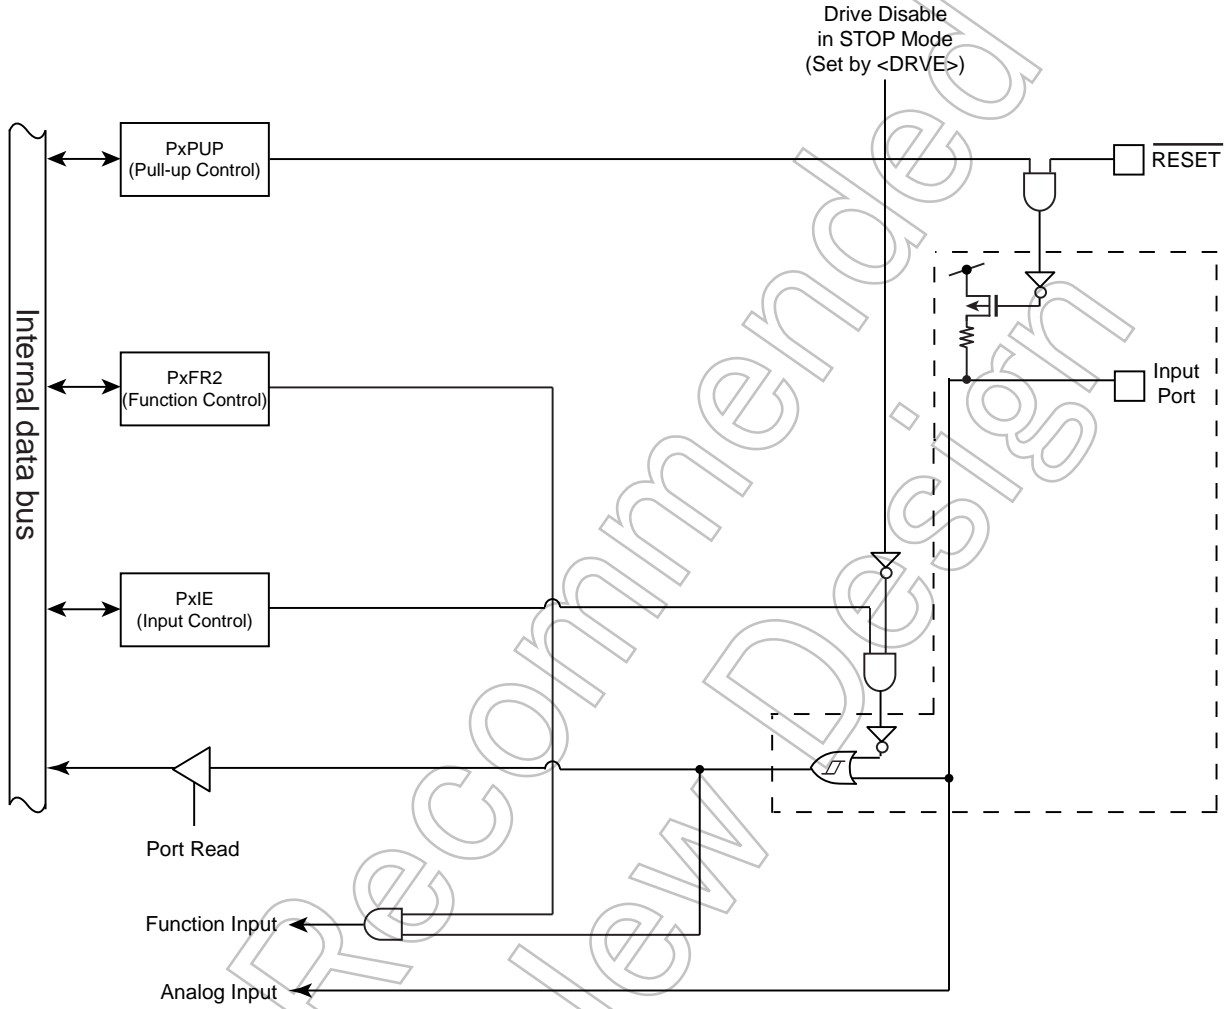 Drive Disable
in STOP Mode
(Set by <DRVE>)
PxPUP
(Pull-up Control)
RESET
Internal data bus
PxFR2
(Function Control)
Input
Port
PxIE
(Input Control)
Port Read
Function Input
Analog Input
Recommended
ew Design